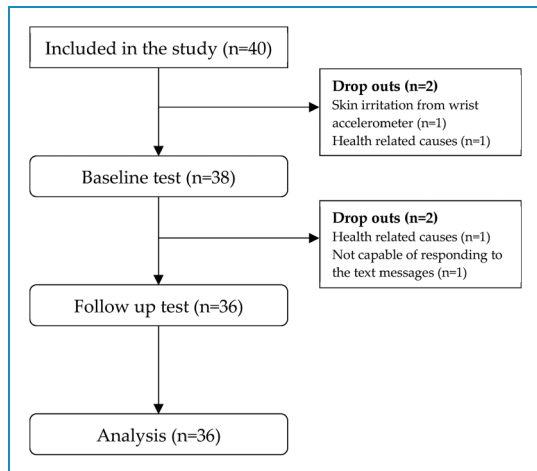 Included in the study (n=40)
Drop outs (n=2)
Skin irritation from wrist
accelerometer (n=1)
Health related causes (n=1)
Baseline test (n=38)
Drop outs (n=2)
Health related causes (n=1)
Not capable of responding to
the text messages (n=1)
Follow up test (n=36)
Analysis (n=36)